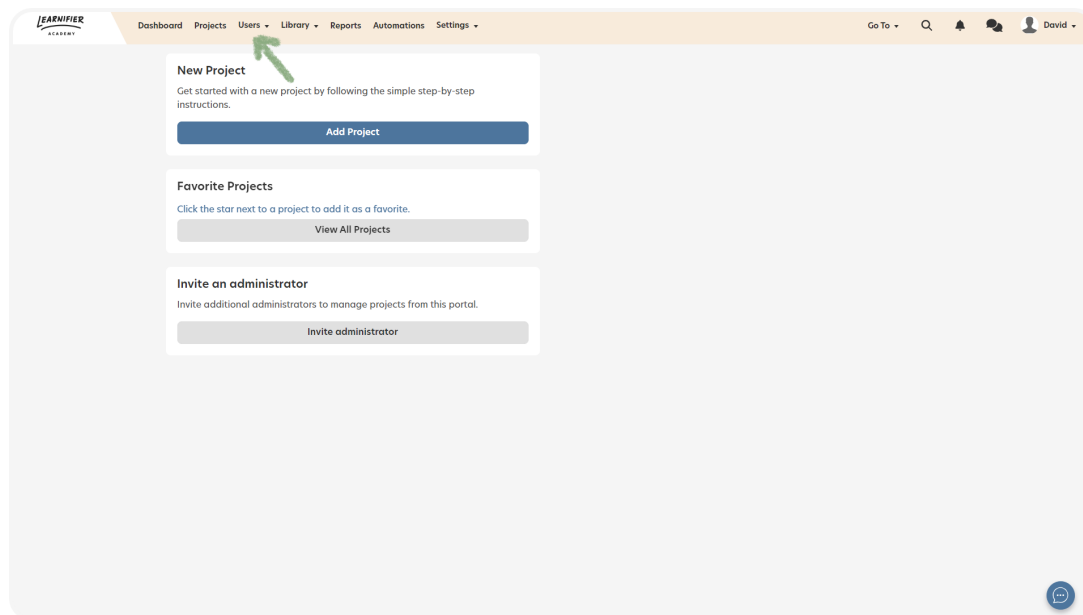 LEARNIFIER
ACADEMY
Dashboard Projects Users Library Reports Automations Settings Go To David
New Project
Get started with a new project by following the simple step-by-step
instructions.
Add Project
Favorite Projects
Click the star next to a project to add it as a favorite.
View All Projects
Invite an administrator
Invite additional administrators to manage projects from this portal.
Invite administrator